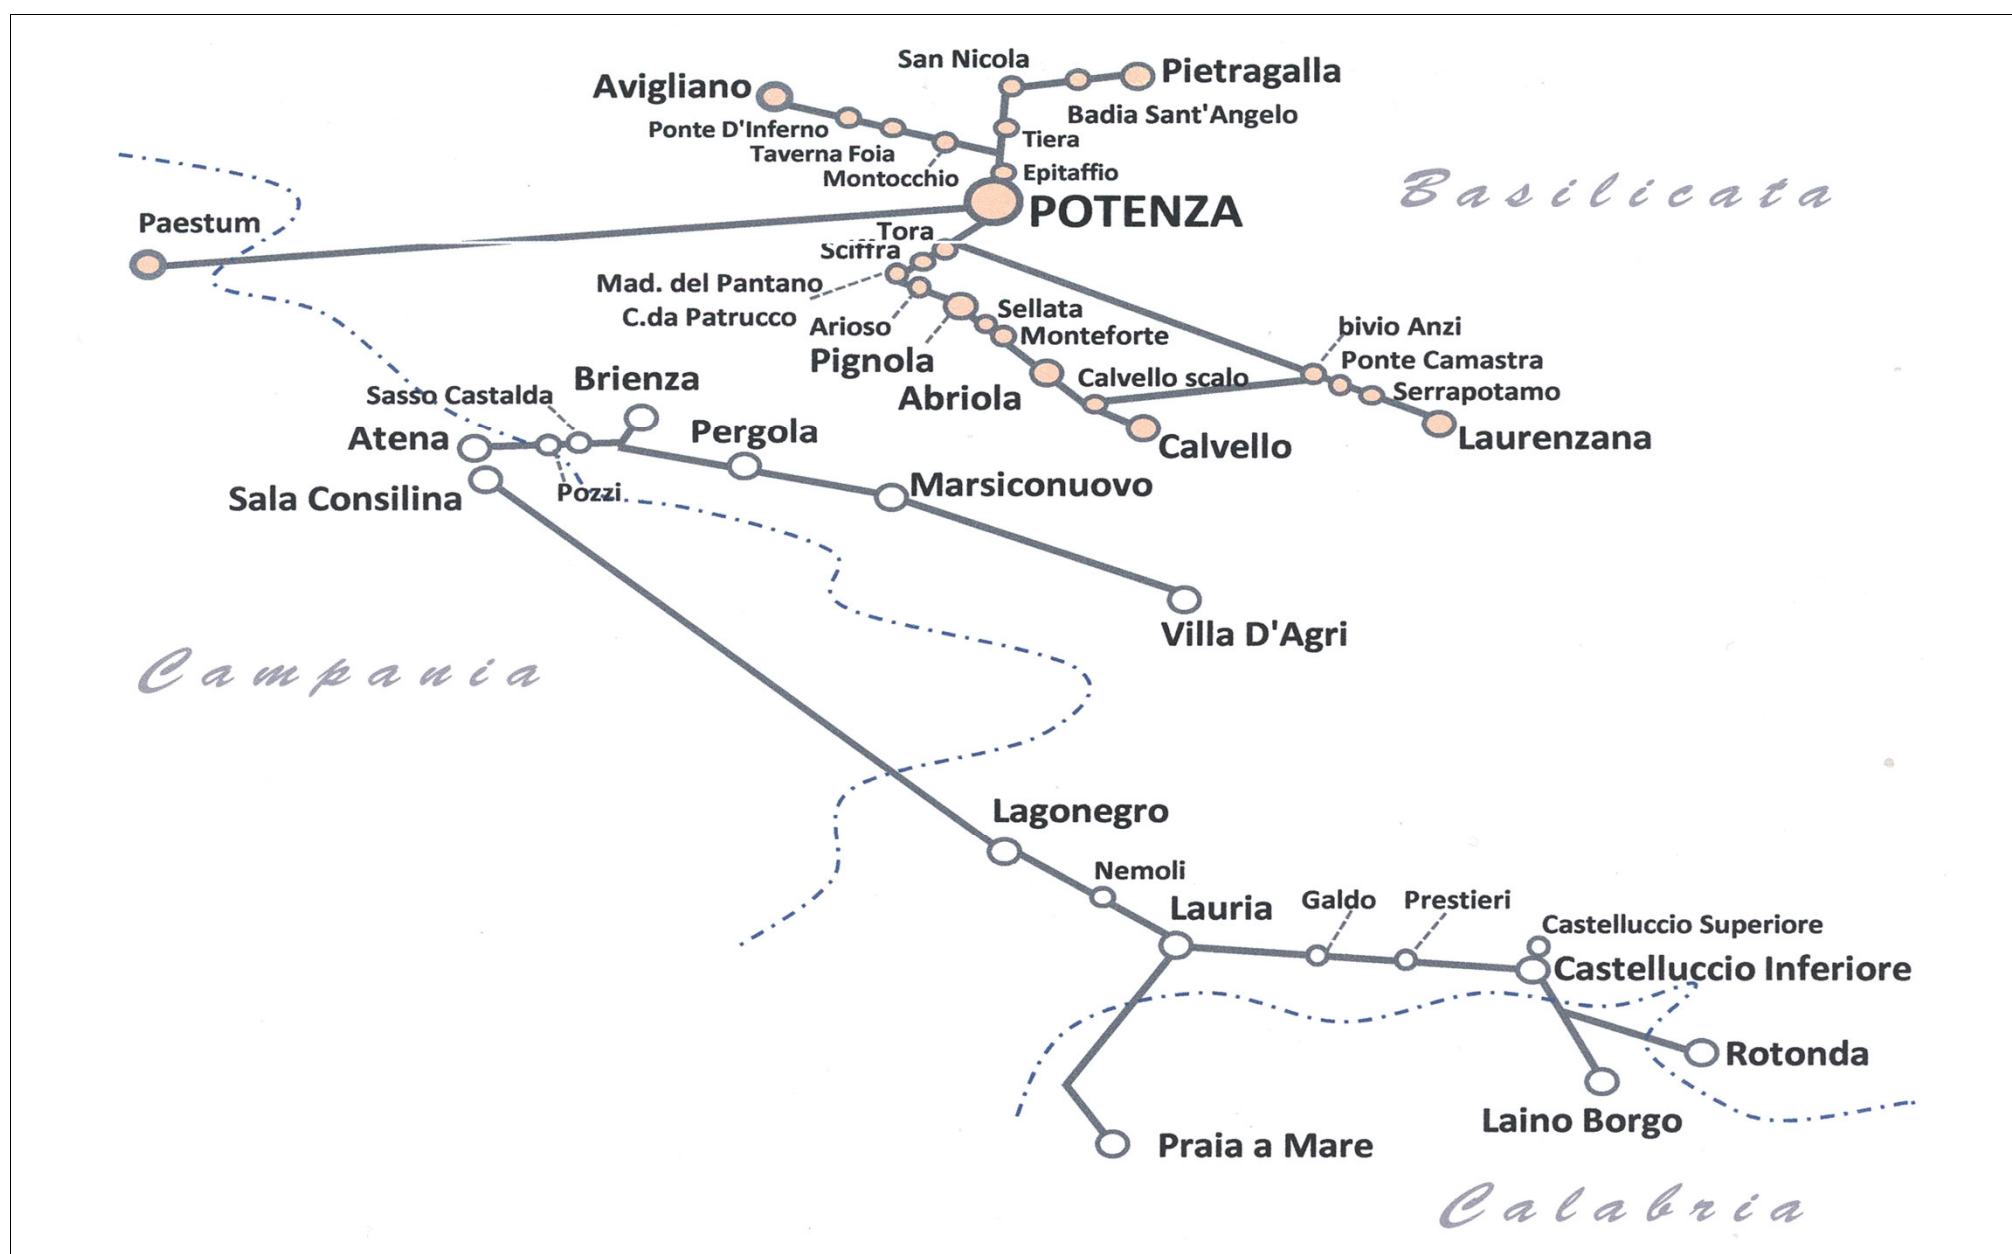 San Nicola
Pietragalla
Avigliano
Badia Sant'Angelo
Ponte D'Inferno
Tiera
Taverna Foia
Montocchio
Epitaffio
Basilicata
POTENZA
Paestum
Tora
Sciffra
Mad. del Pantano
C.da Patrucco
Arioso
Sellata
Monteforte
bivio Anzi
Pignola
Ponte Camastra
Brienza
Calvello scalo
Serrapotamo
Sasso Castalda
Abriola
Atena
Pergola
Calvello
Laurenzana
Marsiconuovo
Sala Consilina
Pozzi
Villa D'Agri
Campania
Lagonegro
Nemoli
Lauria
Galdo
Prestieri
Castelluccio Superiore
Castelluccio Inferiore
Rotonda
Laino Borgo
Praia a Mare
Calabria